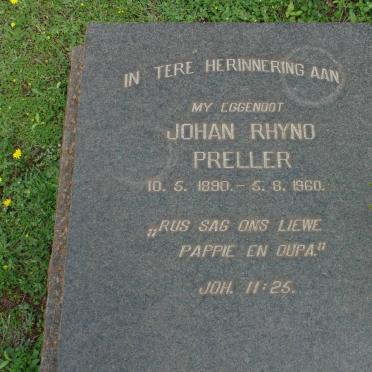 IN TERE HERINNERING AAN
MY EGGENOOT
JOHAN RHYNO
PRELLER
10. 5. 1890. – 5. 8. 1960.
„RUS SAG ONS LIEWE
PAPPIE EN OUPA."
JOH. 11:25.